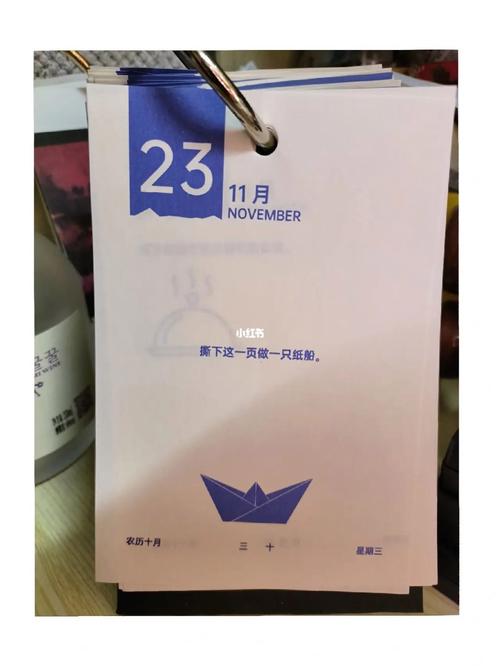 23
11月
NOVEMBER
小红书
撕下这一页做一只纸船。
农历十月
三 十
星期三